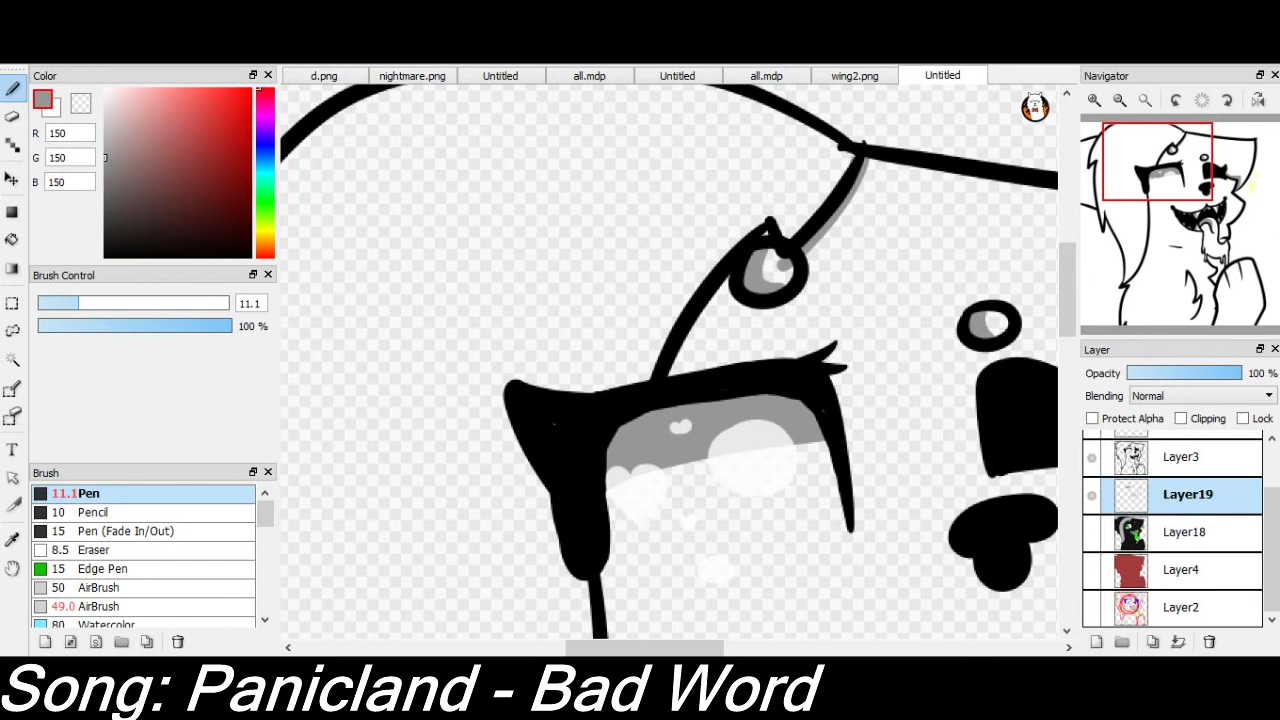 Color
R 150
G 150
B 150
Brush Control
11.1
100 %
Brush
11.1 Pen
10 Pencil
15 Pen (Fade In/Out)
8.5 Eraser
15 Edge Pen
50 AirBrush
49.0 AirBrush
80 Watercolor
d.png nightmare.png Untitled all.mdp Untitled all.mdp wing2.png Untitled
Navigator
Layer
Opacity 100 %
Blending Normal
Protect Alpha Clipping Lock
Layer3
Layer19
Layer18
Layer4
Layer2
Song: Panicland - Bad Word